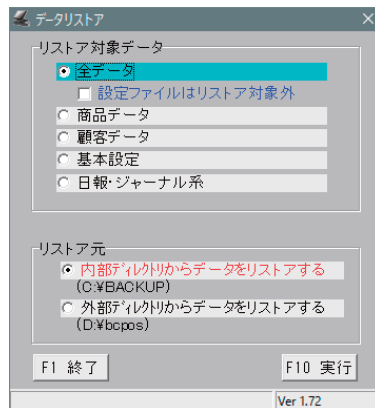 データリストア
リストア対象データ
全データ
設定ファイルはリストア対象外
商品データ
顧客データ
基本設定
日報・ジャーナル系
リストア元
内部ﾃﾞｨﾚｸﾄﾘからデータをリストアする
(C:¥BACKUP)
外部ﾃﾞｨﾚｸﾄﾘからデータをリストアする
(D:¥bcpos)
F1 終了
F10 実行
Ver 1.72